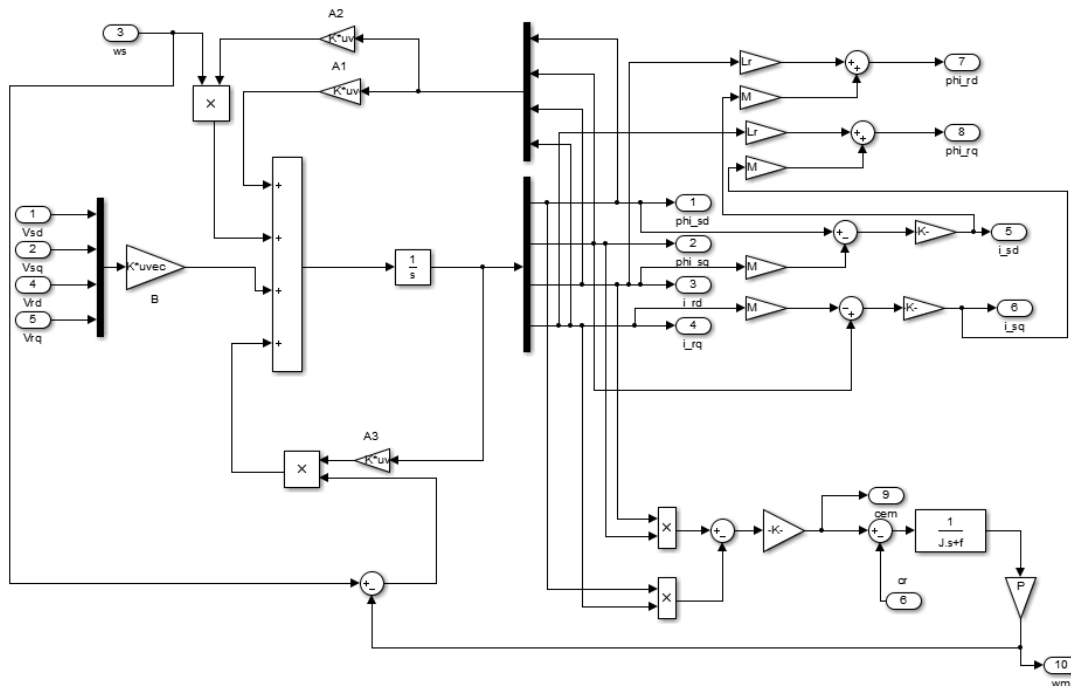 A2
3
ws
K*uv
A1
K*uv
×
Lr
7
phi_rd
M
Lr
8
phi_rq
M
1
Vsd
2
Vsq
4
Vrd
5
Vrq
K*uvec
B
+
+
+
+
1
s
1
phi_sd
2
phi_sq
3
i_rd
4
i_rq
+
−
-K-
5
i_sd
M
M
−
+
-K-
6
i_sq
A3
K*uv
×
×
×
+
−
-K-
9
cem
+
−
1
J.s+f
cr
6
P
+
−
10
wm
+
+
+
+